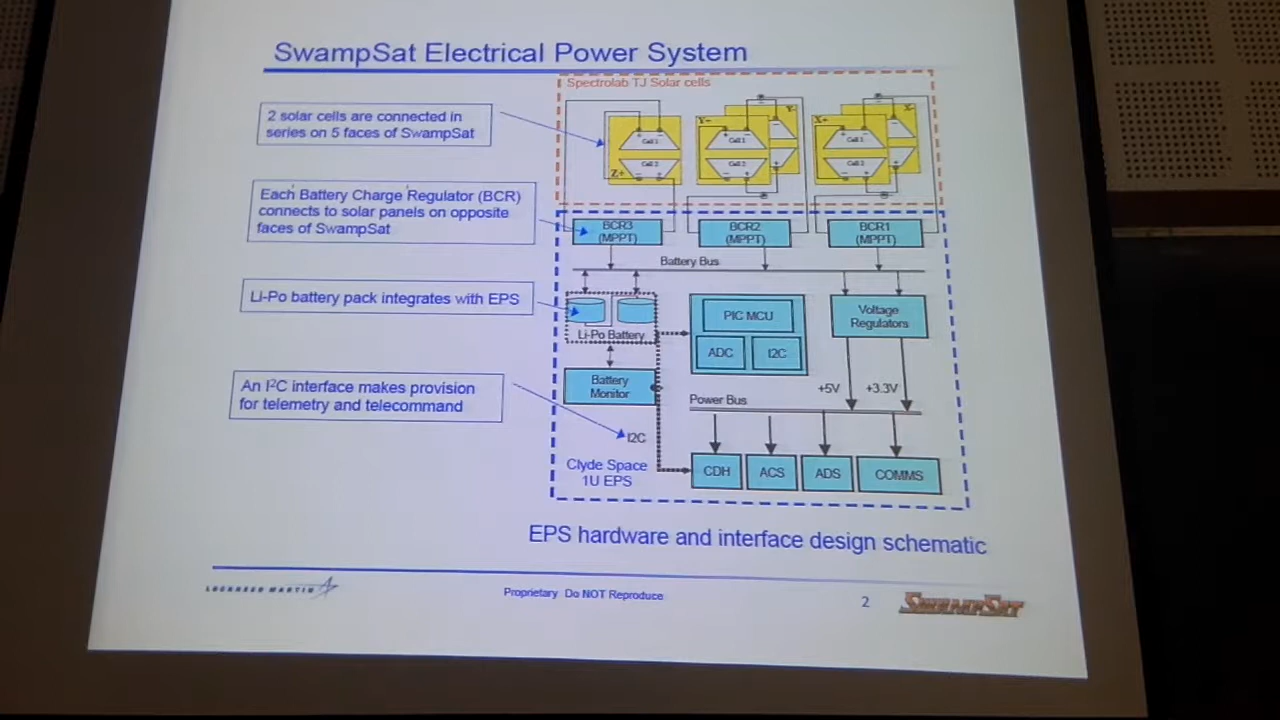 SwampSat Electrical Power System
Spectrolab TJ Solar cells
2 solar cells are connected in
series on 5 faces of SwampSat
Each Battery Charge Regulator (BCR)
connects to solar panels on opposite
faces of SwampSat
Li-Po battery pack integrates with EPS
An I²C interface makes provision
for telemetry and telecommand
Cell 1
Cell 2
Z+
Y-
Y+
Cell 1
Cell 2
X-
X+
Cell 1
Cell 2
BCR3
(MPPT)
BCR2
(MPPT)
BCR1
(MPPT)
Battery Bus
Li-Po Battery
PIC MCU
ADC
I2C
Voltage
Regulators
Battery
Monitor
+5V
+3.3V
Power Bus
I2C
Clyde Space
1U EPS
CDH
ACS
ADS
COMMS
EPS hardware and interface design schematic
LOCKHEED MARTIN
Proprietary Do NOT Reproduce
2
SWAMPSAT